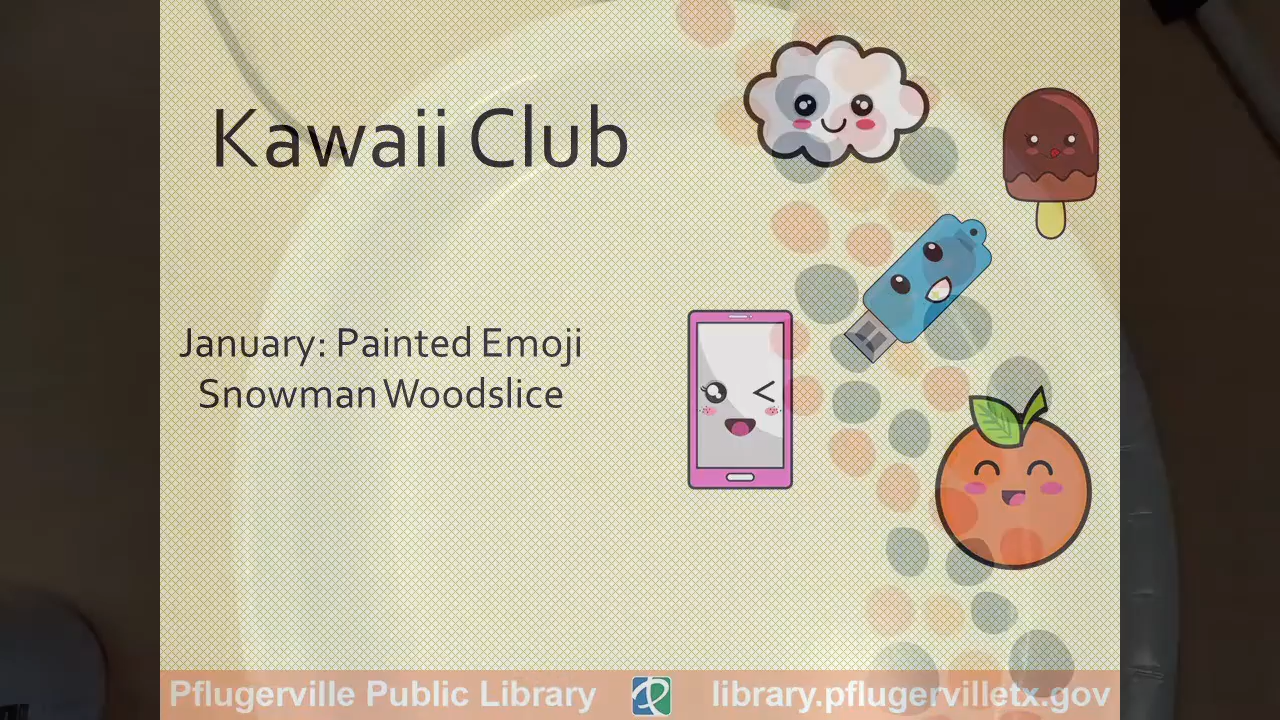 Kawaii Club
January: Painted Emoji
Snowman Woodslice
Pflugerville Public Library
library.pflugervilletx.gov